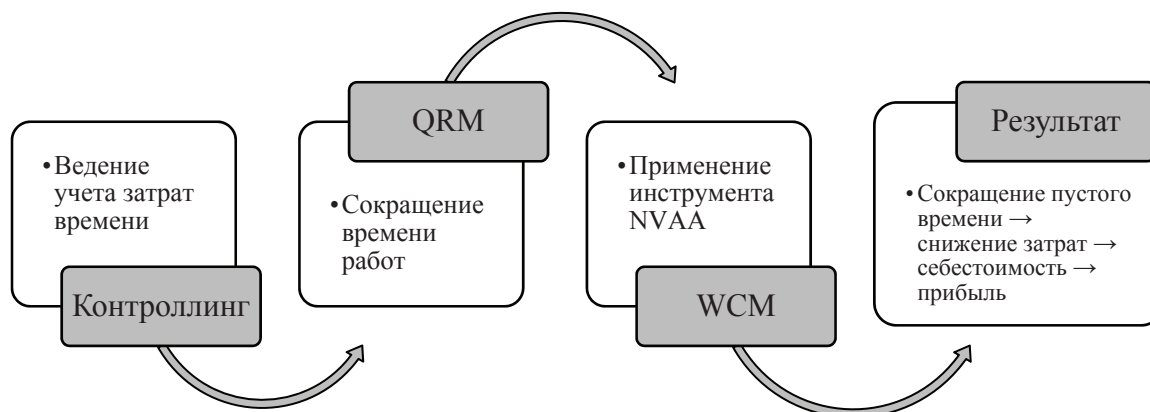 •Ведение
учета затрат
времени
Контроллинг
QRM
•Сокращение
времени
работ
•Применение
инструмента
NVAA
WCM
Результат
•Сокращение пустого
времени →
снижение затрат →
себестоимость →
прибыль